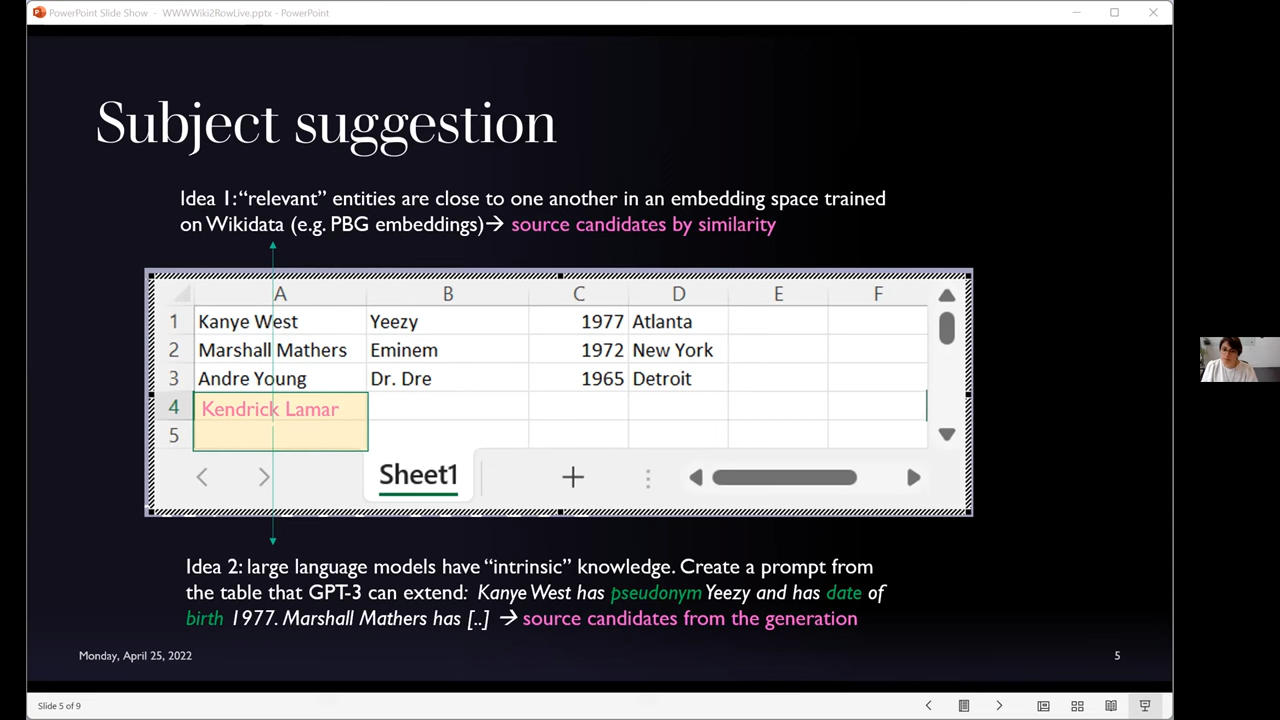 PowerPoint Slide Show - WWWWiki2RowLive.pptx - PowerPoint
Subject suggestion
Idea 1: “relevant” entities are close to one another in an embedding space trained
on Wikidata (e.g. PBG embeddings)→ source candidates by similarity
A B C D E F
1 Kanye West Yeezy 1977 Atlanta
2 Marshall Mathers Eminem 1972 New York
3 Andre Young Dr. Dre 1965 Detroit
4 Kendrick Lamar
5
Sheet1
Idea 2: large language models have “intrinsic” knowledge. Create a prompt from
the table that GPT-3 can extend: Kanye West has pseudonym Yeezy and has date of
birth 1977. Marshall Mathers has [..] → source candidates from the generation
Monday, April 25, 2022 5
Slide 5 of 9